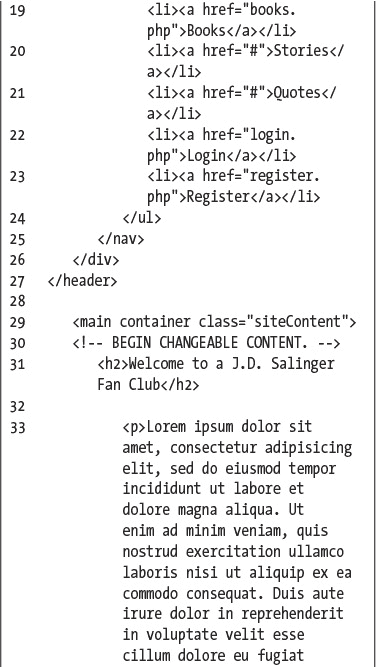 19 <li><a href="books.
php">Books</a></li>
20 <li><a href="#">Stories</
a></li>
21 <li><a href="#">Quotes</
a></li>
22 <li><a href="login.
php">Login</a></li>
23 <li><a href="register.
php">Register</a></li>
24 </ul>
25 </nav>
26 </div>
27 </header>
28
29 <main container class="siteContent">
30 <!-- BEGIN CHANGEABLE CONTENT. -->
31 <h2>Welcome to a J.D. Salinger
Fan Club</h2>
32
33 <p>Lorem ipsum dolor sit
amet, consectetur adipisicing
elit, sed do eiusmod tempor
incididunt ut labore et
dolore magna aliqua. Ut
enim ad minim veniam, quis
nostrud exercitation ullamco
laboris nisi ut aliquip ex ea
commodo consequat. Duis aute
irure dolor in reprehenderit
in voluptate velit esse
cillum dolore eu fugiat